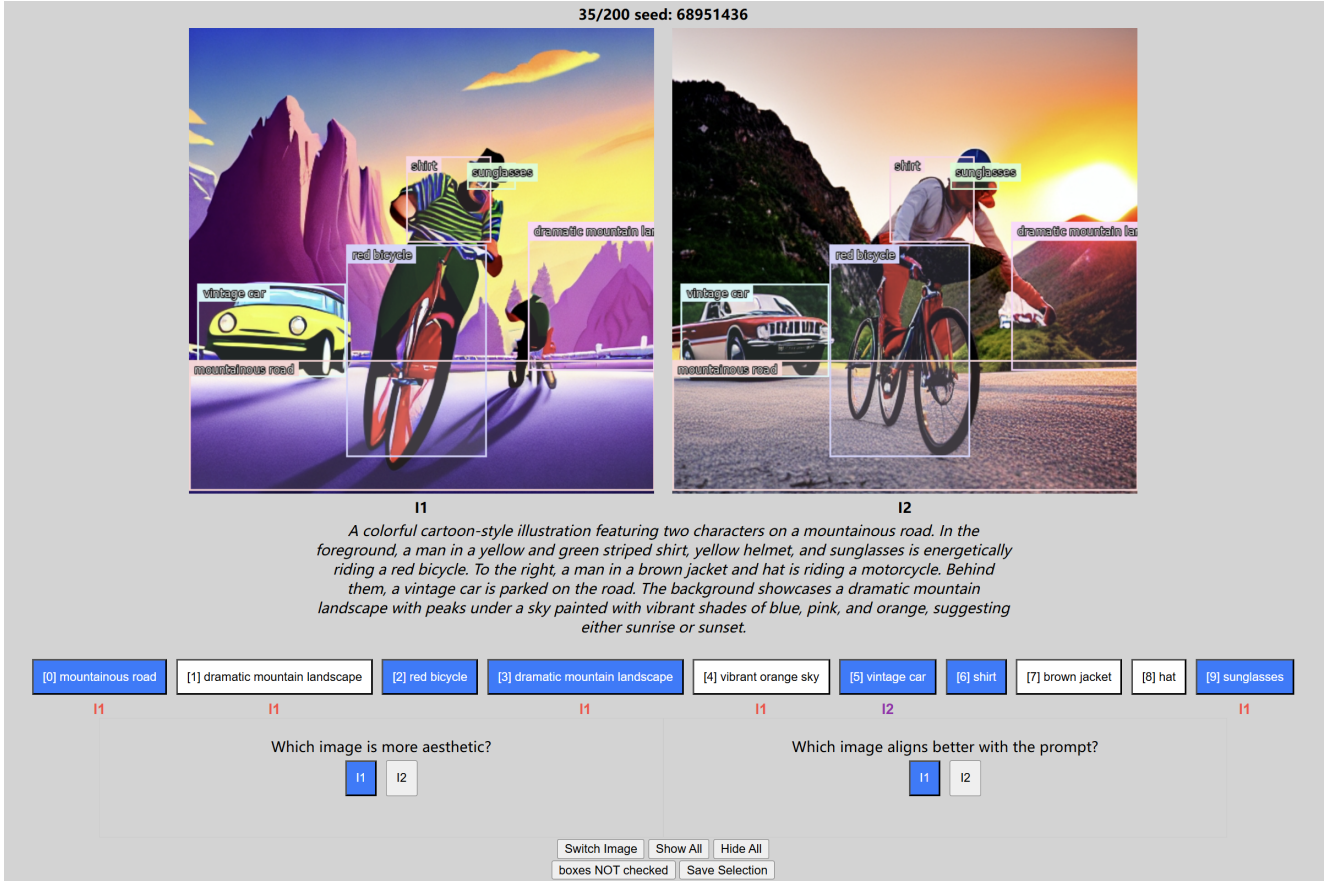 35/200 seed: 68951436
shirt
sunglasses
dramatic mountain lar
red bicycle
vintage car
mountainous road
shirt
sunglasses
dramatic mountain lar
red bicycle
vintage car
mountainous road
I1 I2
A colorful cartoon-style illustration featuring two characters on a mountainous road. In the
foreground, a man in a yellow and green striped shirt, yellow helmet, and sunglasses is energetically
riding a red bicycle. To the right, a man in a brown jacket and hat is riding a motorcycle. Behind
them, a vintage car is parked on the road. The background showcases a dramatic mountain
landscape with peaks under a sky painted with vibrant shades of blue, pink, and orange, suggesting
either sunrise or sunset.
[0] mountainous road [1] dramatic mountain landscape [2] red bicycle [3] dramatic mountain landscape [4] vibrant orange sky [5] vintage car [6] shirt [7] brown jacket [8] hat [9] sunglasses
I1 I1 I1 I1 I2 I1
Which image is more aesthetic? Which image aligns better with the prompt?
I1 I2 I1 I2
Switch Image Show All Hide All
boxes NOT checked Save Selection